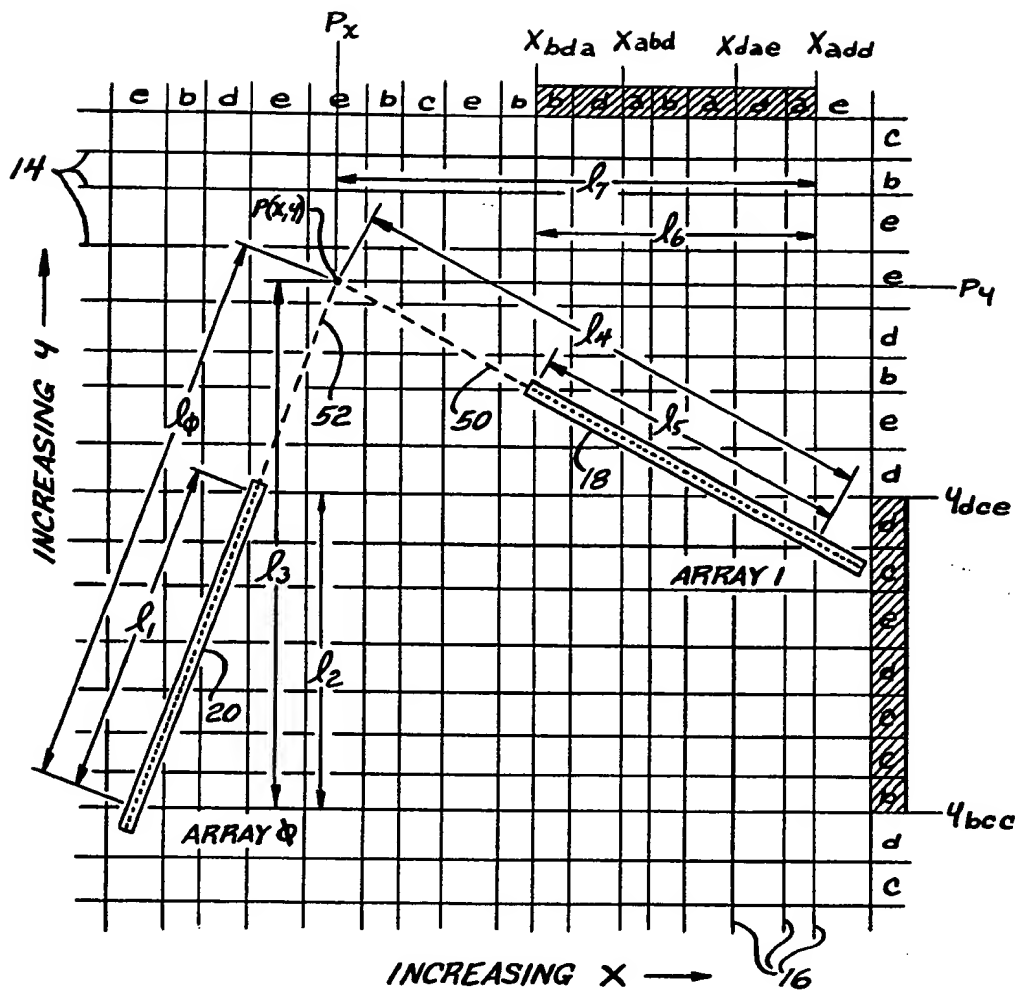 Px
Xbda Xabd Xdae Xadd
e b d e e b c e b b d a b a d a e
c
14
b
l7
P(x,y)
e
l6
e
Py
INCREASING y
d
l4
b
52
50
lφ
l5
e
18
d
ydce
d
l3
c
ARRAY 1
l1
e
l2
d
20
c
b
ybcc
ARRAY φ
d
c
16
INCREASING X